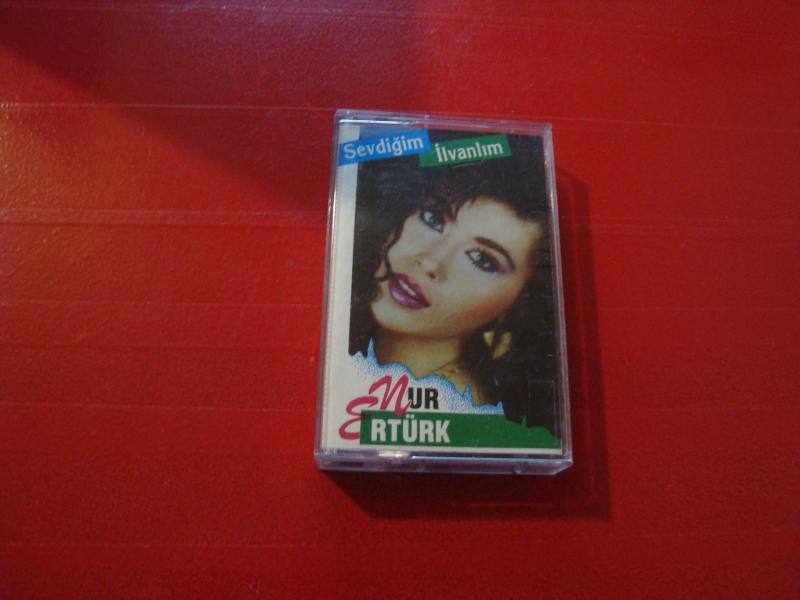 Sevdiğim
İlvanlım
NUR
ERTÜRK